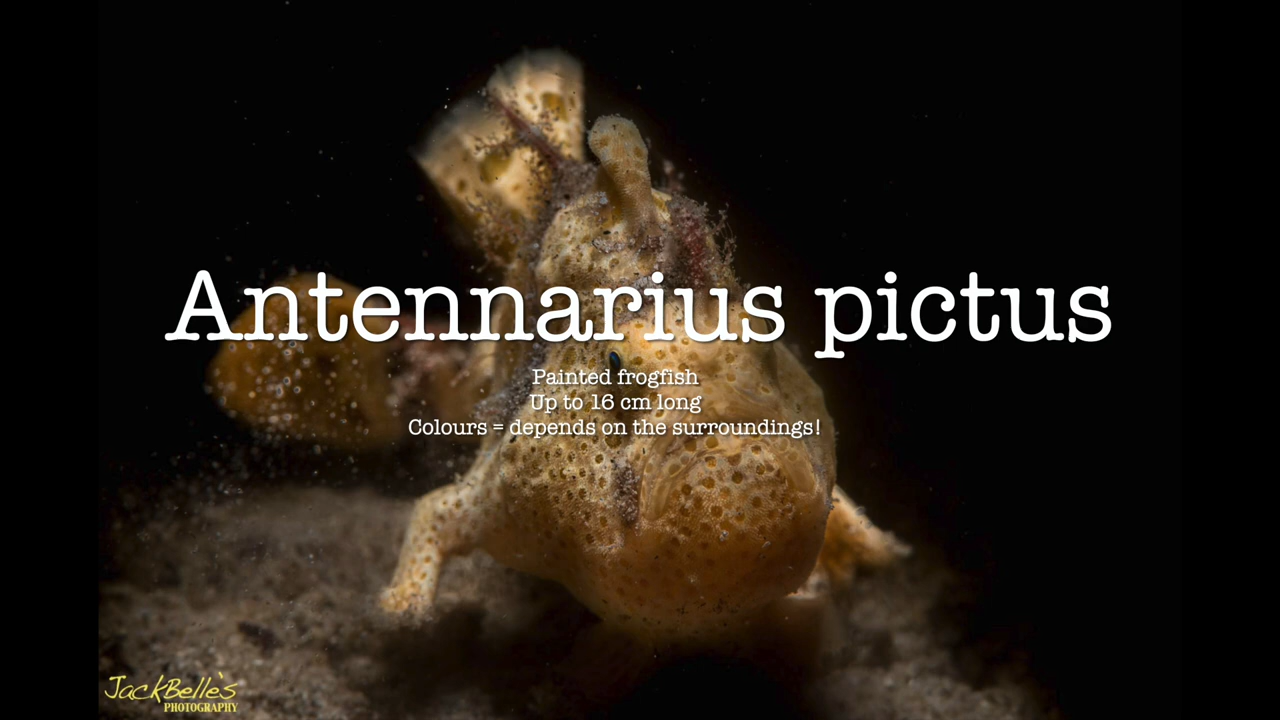 Antennarius pictus
Painted frogfish
Up to 16 cm long
Colours = depends on the surroundings!
JackBelle's
PHOTOGRAPHY